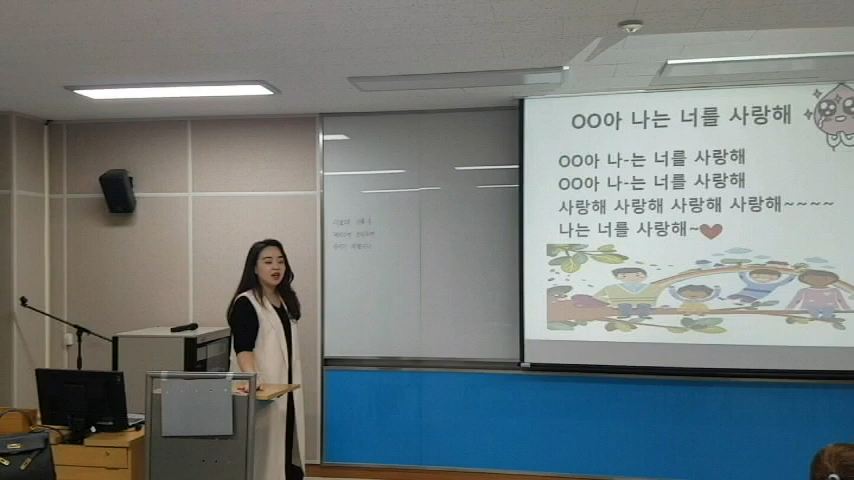 OO아 나는 너를 사랑해
OO아 나-는 너를 사랑해
OO아 나-는 너를 사랑해
사랑해 사랑해 사랑해 사랑해~~~~
나는 너를 사랑해~